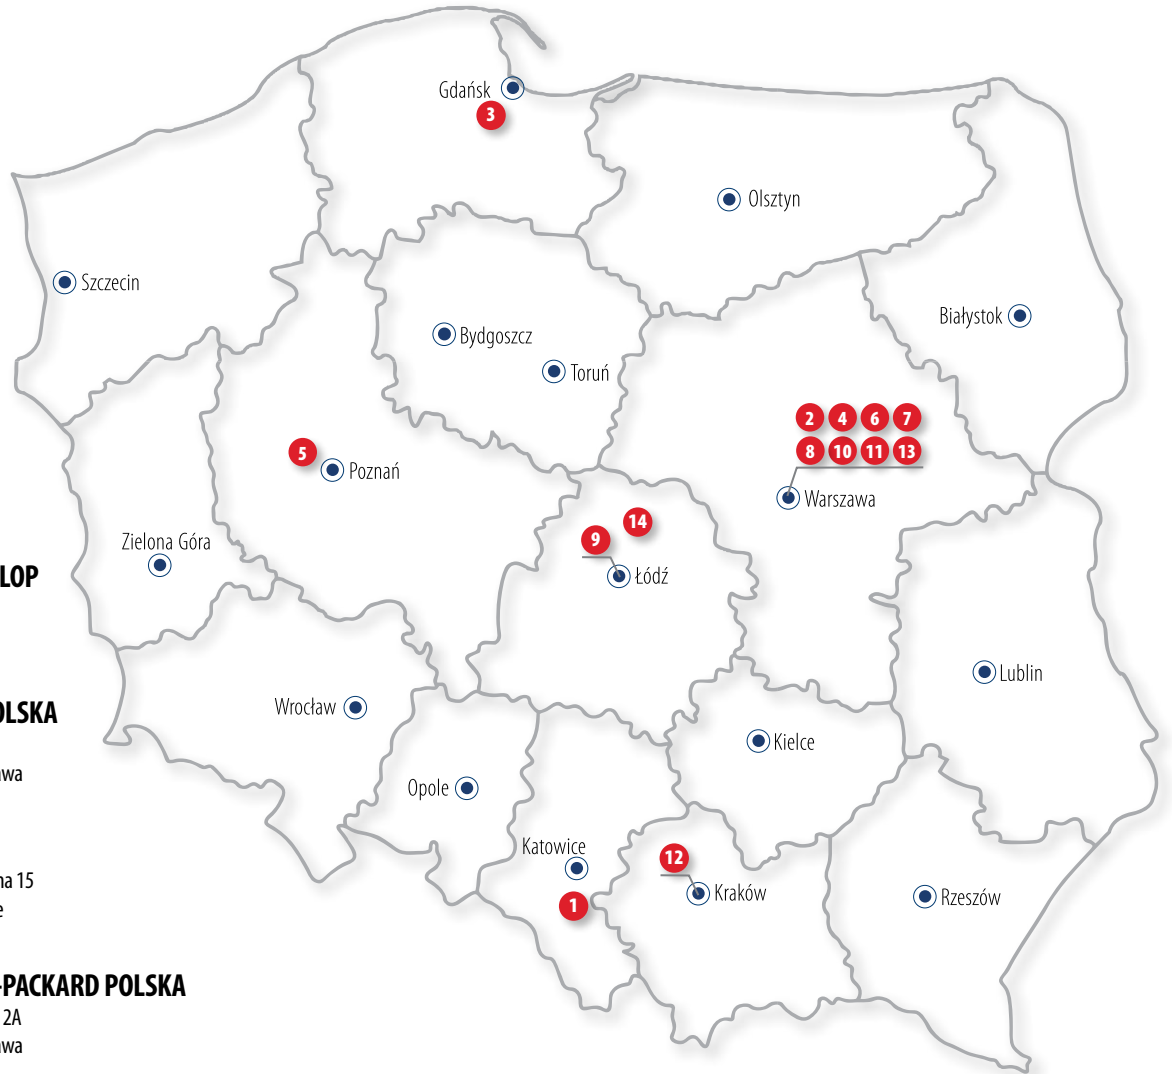 Gdańsk
3
Olsztyn
Szczecin
Białystok
Bydgoszcz
Toruń
2 4 6 7
8 10 11 13
5
Poznań
Warszawa
14
9
Zielona Góra
Łódź
LOP
Lublin
OLSKA
Wrocław
Kielce
awa
Opole
Katowice
12
na 15
Kraków
Rzeszów
1
e
-PACKARD POLSKA
2A
awa